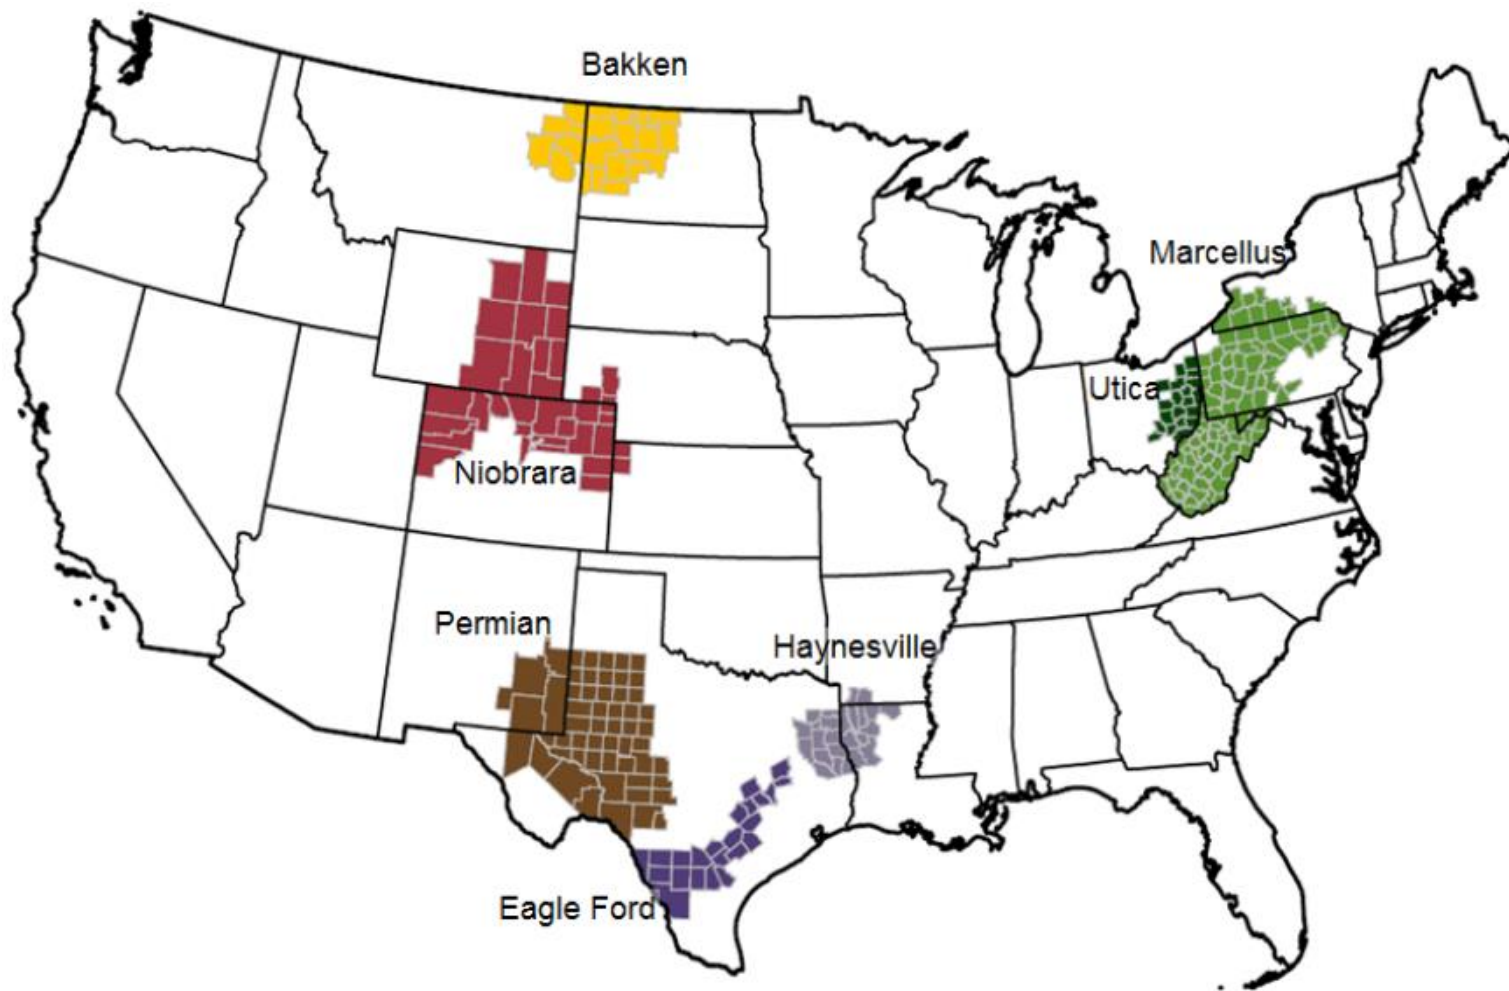 Bakken
Marcellus
Utica
Niobrara
Permian
Haynesville
Eagle Ford